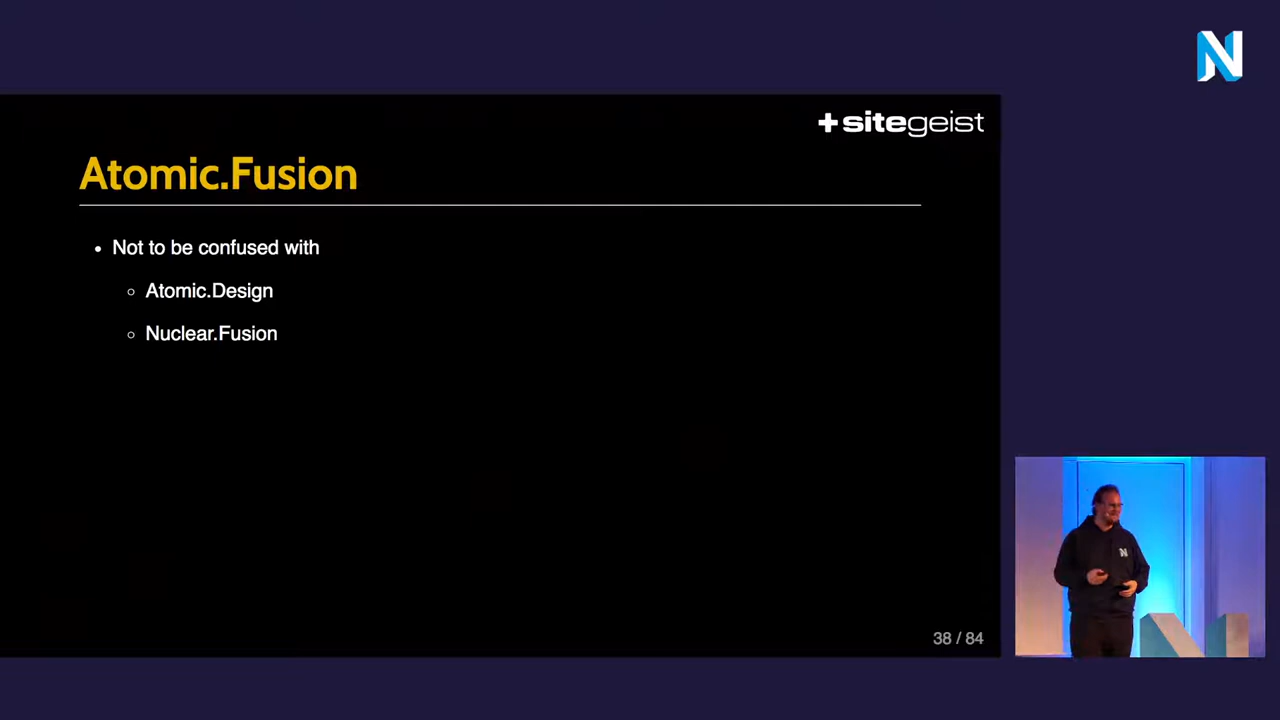 N
+sitegeist
Atomic.Fusion
• Not to be confused with
○ Atomic.Design
○ Nuclear.Fusion
38 / 84